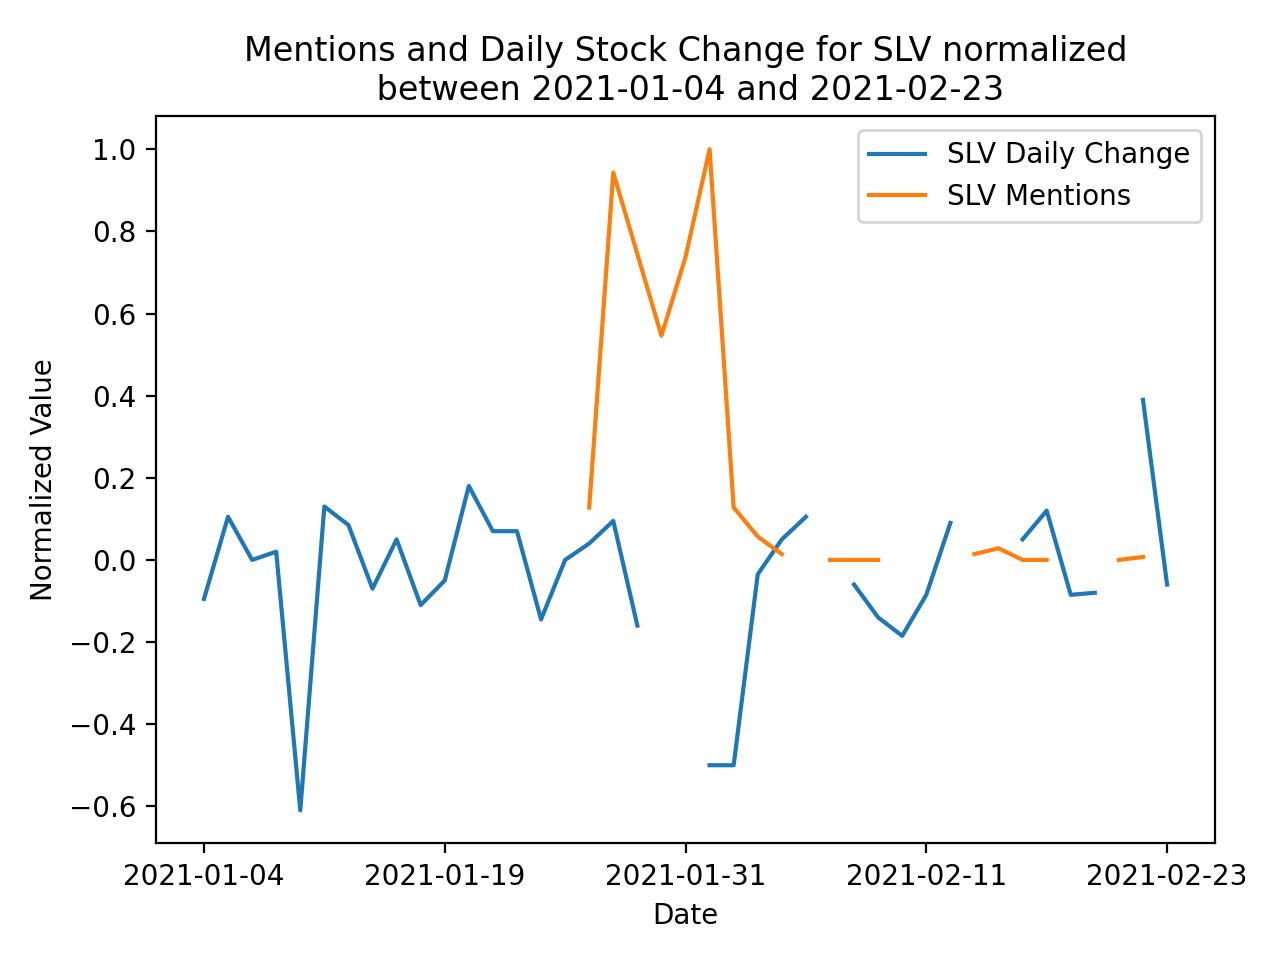 Mentions and Daily Stock Change for SLV normalized
between 2021-01-04 and 2021-02-23
SLV Daily Change
SLV Mentions
Normalized Value
1.0
0.8
0.6
0.4
0.2
0.0
−0.2
−0.4
−0.6
2021-01-04
2021-01-19
2021-01-31
2021-02-11
2021-02-23
Date